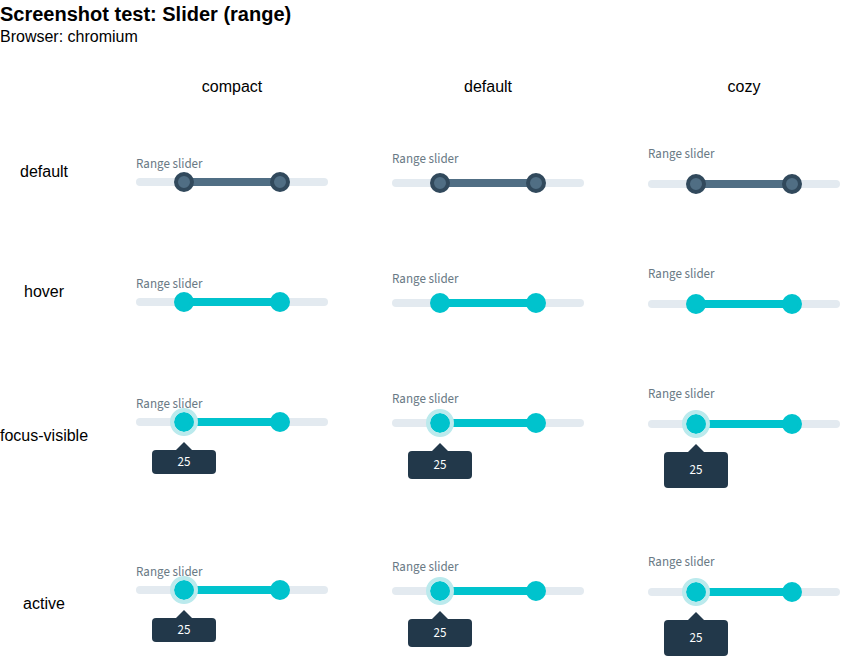 Screenshot test: Slider (range)
Browser: chromium
compact default cozy
default Range slider Range slider Range slider
hover Range slider Range slider Range slider
focus-visible Range slider Range slider Range slider
25 25 25
active Range slider Range slider Range slider
25 25 25